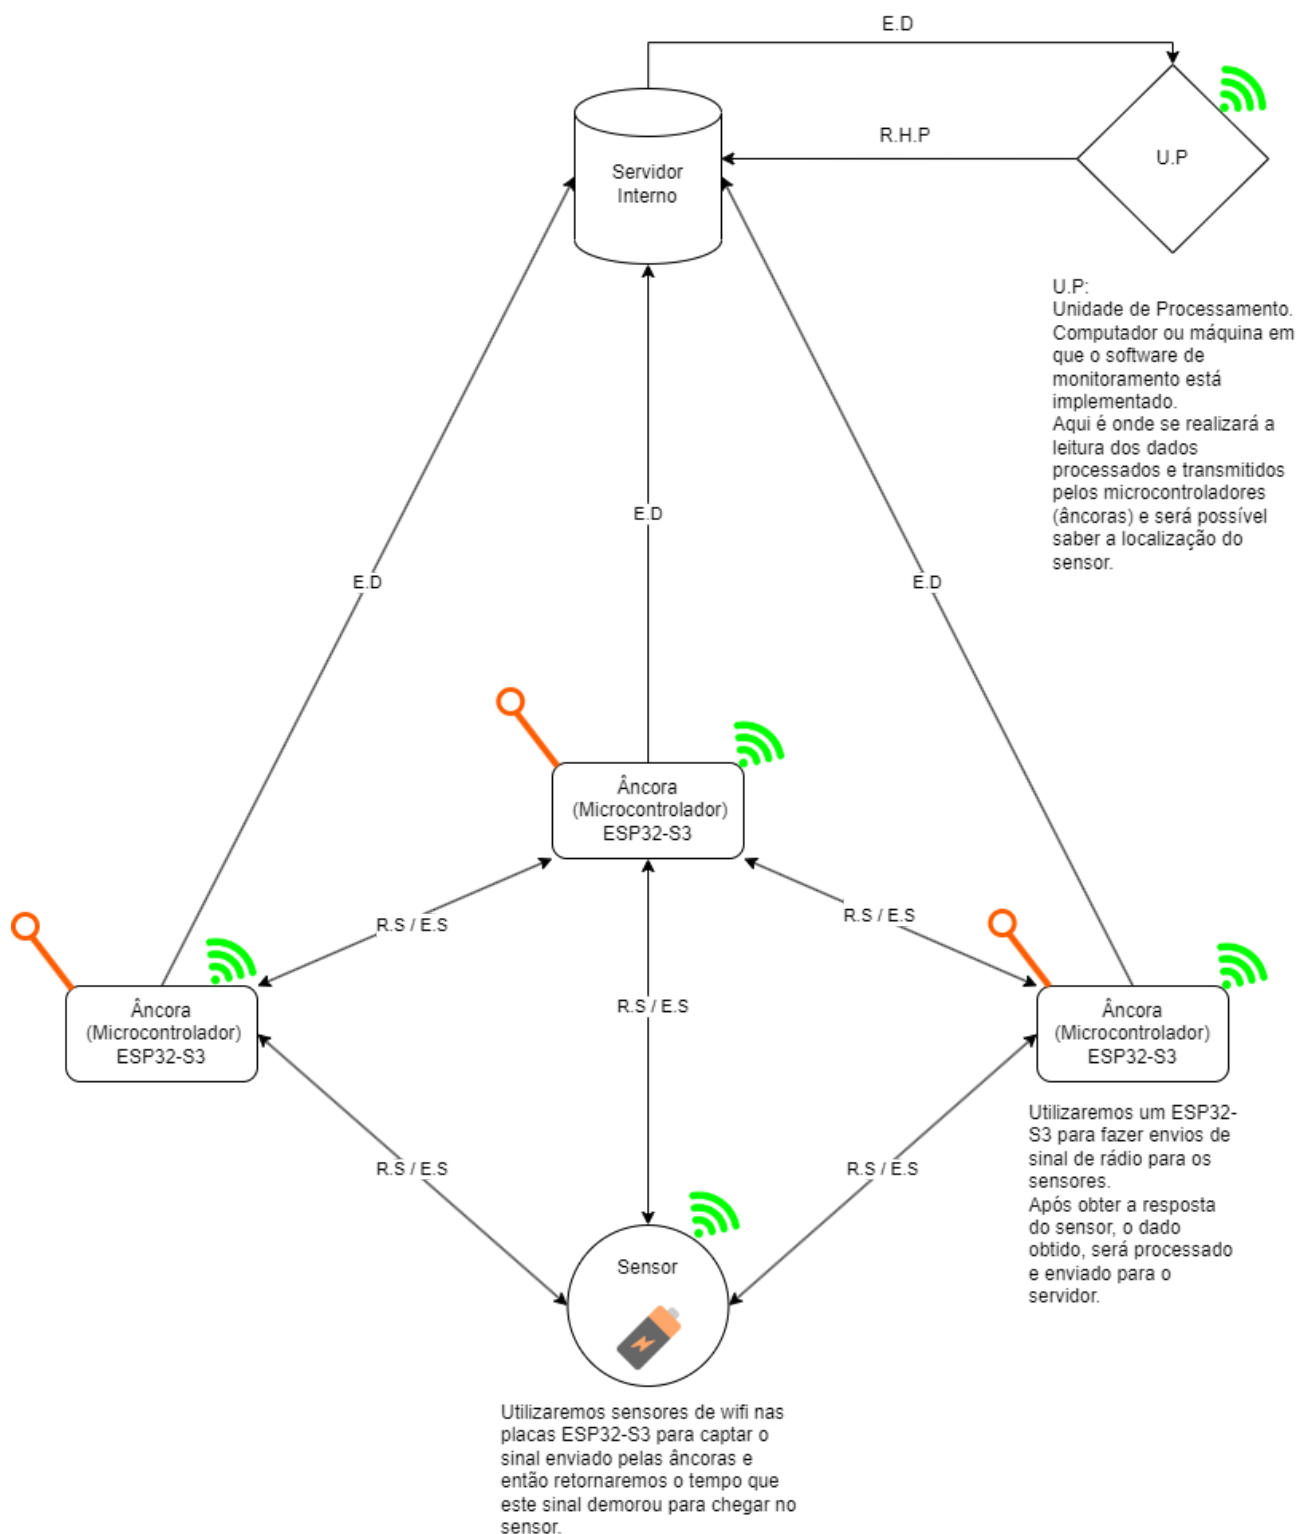 E.D
R.H.P
U.P
Servidor
Interno
U.P:
Unidade de Processamento.
Computador ou máquina em
que o software de
monitoramento está
implementado.
Aqui é onde se realizará a
leitura dos dados
processados e transmitidos
pelos microcontroladores
(âncoras) e será possível
saber a localização do
sensor.
E.D
E.D
E.D
Âncora
(Microcontrolador)
ESP32-S3
R.S / E.S
R.S / E.S
Âncora
(Microcontrolador)
ESP32-S3
R.S / E.S
Âncora
(Microcontrolador)
ESP32-S3
Utilizaremos um ESP32-
S3 para fazer envios de
sinal de rádio para os
sensores.
Após obter a resposta
do sensor, o dado
obtido, será processado
e enviado para o
servidor.
R.S / E.S
R.S / E.S
Sensor
Utilizaremos sensores de wifi nas
placas ESP32-S3 para captar o
sinal enviado pelas âncoras e
então retornaremos o tempo que
este sinal demorou para chegar no
sensor.